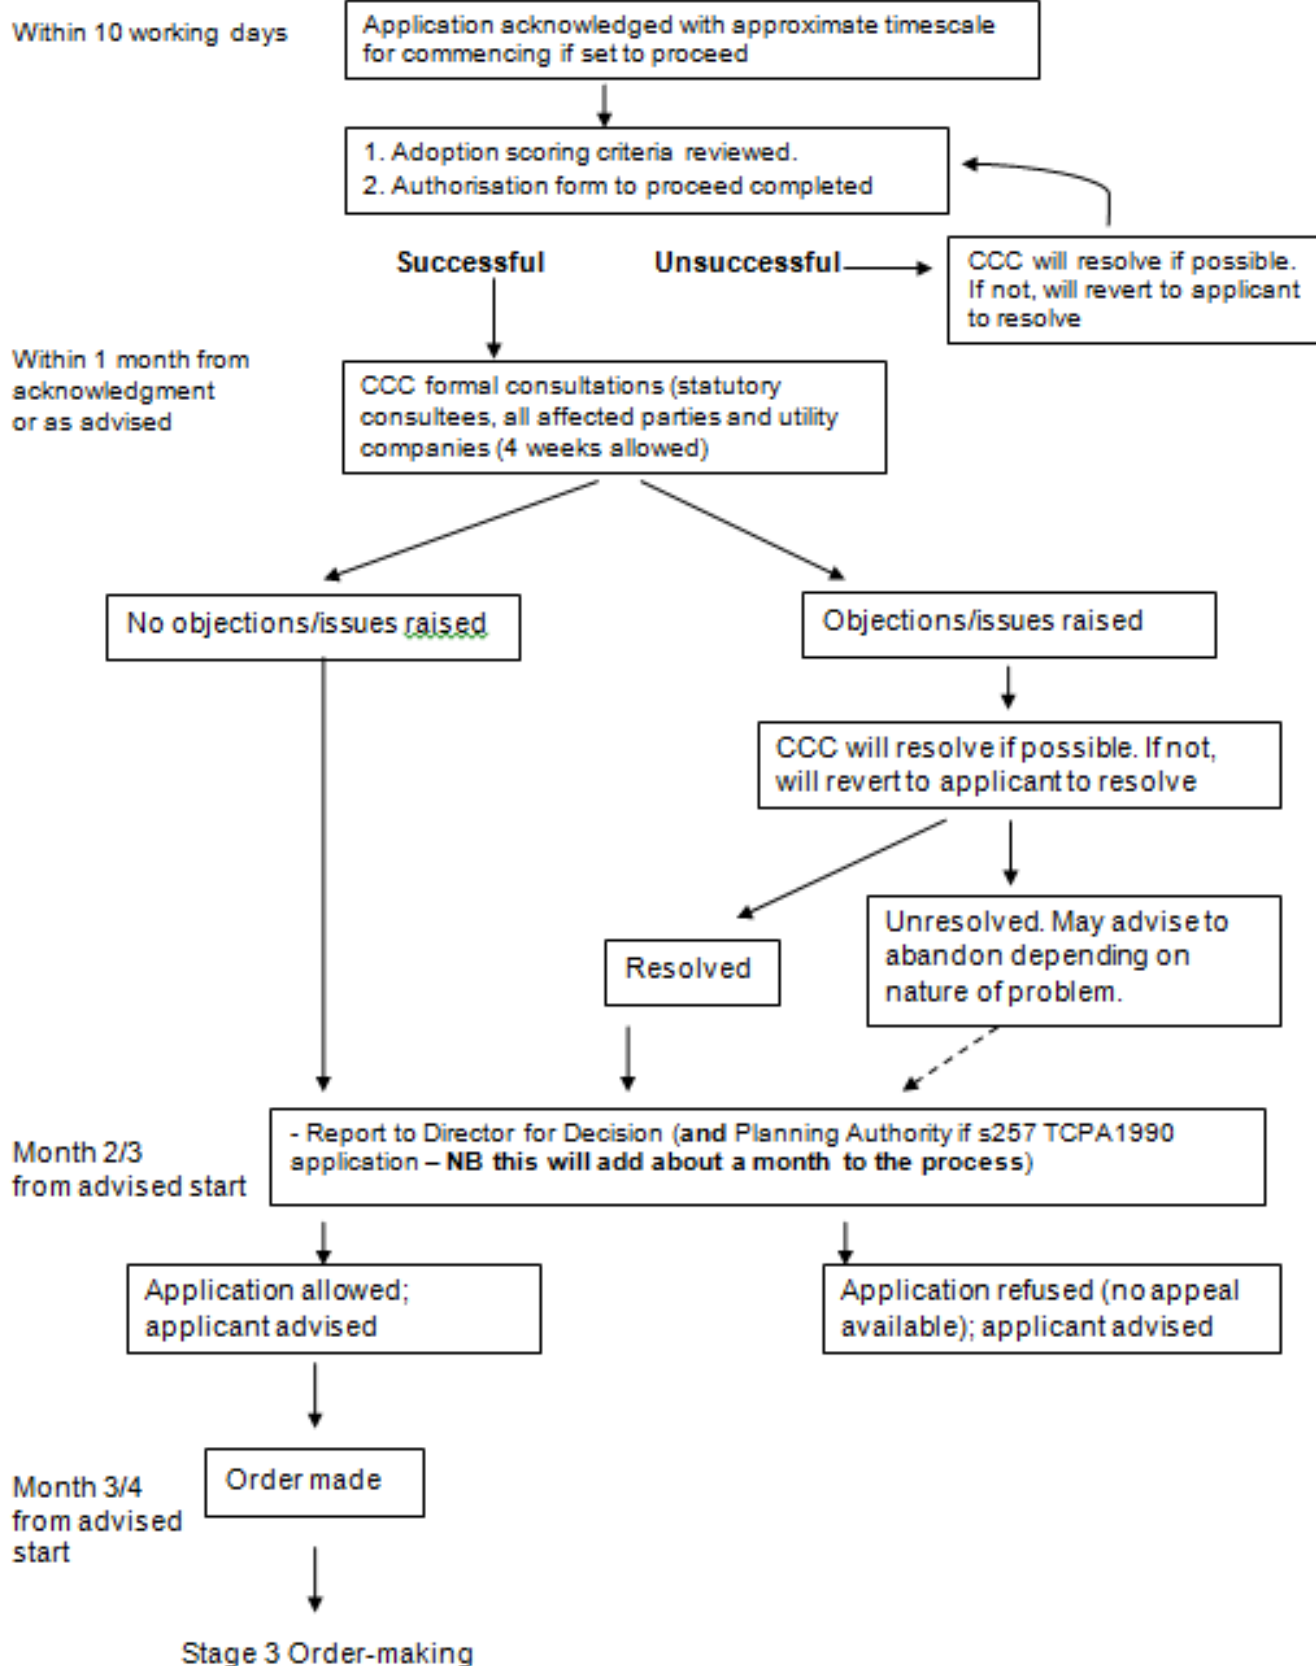 Within 10 working days
Application acknowledged with approximate timescale
for commencing if set to proceed
1. Adoption scoring criteria reviewed.
2. Authorisation form to proceed completed
Successful
Unsuccessful
CCC will resolve if possible.
If not, will revert to applicant
to resolve
Within 1 month from
acknowledgment
or as advised
CCC formal consultations (statutory
consultees, all affected parties and utility
companies (4 weeks allowed)
No objections/issues raised
Objections/issues raised
CCC will resolve if possible. If not,
will revert to applicant to resolve
Resolved
Unresolved. May advise to
abandon depending on
nature of problem.
Month 2/3
from advised start
- Report to Director for Decision (and Planning Authority if s257 TCPA1990
application – NB this will add about a month to the process)
Application allowed;
applicant advised
Application refused (no appeal
available); applicant advised
Order made
Month 3/4
from advised
start
Stage 3 Order-making